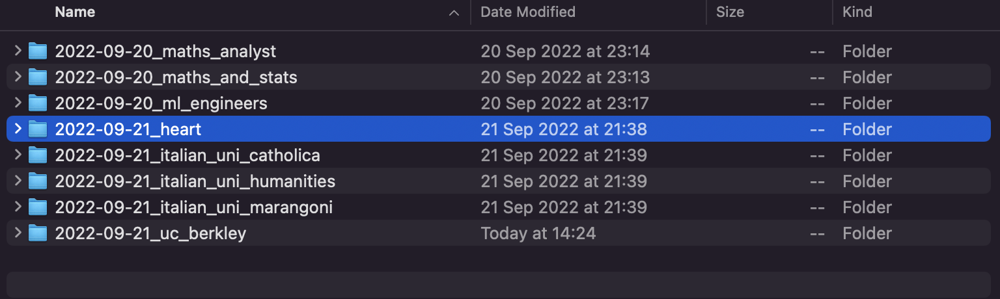 Name Date Modified Size Kind
2022-09-20_maths_analyst 20 Sep 2022 at 23:14 -- Folder
2022-09-20_maths_and_stats 20 Sep 2022 at 23:13 -- Folder
2022-09-20_ml_engineers 20 Sep 2022 at 23:17 -- Folder
2022-09-21_heart 21 Sep 2022 at 21:38 -- Folder
2022-09-21_italian_uni_catholica 21 Sep 2022 at 21:39 -- Folder
2022-09-21_italian_uni_humanities 21 Sep 2022 at 21:39 -- Folder
2022-09-21_italian_uni_marangoni 21 Sep 2022 at 21:39 -- Folder
2022-09-21_uc_berkley Today at 14:24 -- Folder